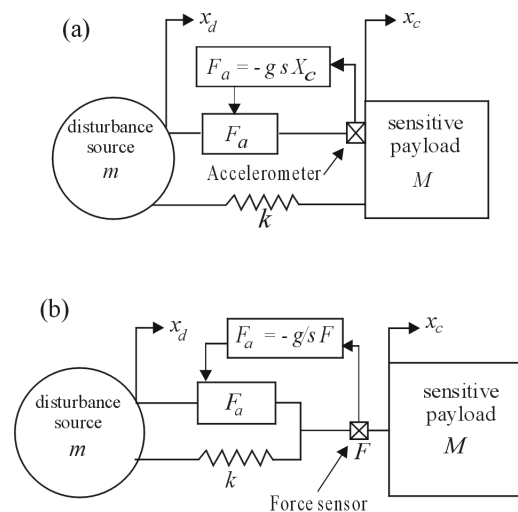 (a)
x_d
x_c
F_a = - g s X_c
disturbance
source
m
F_a
Accelerometer
sensitive
payload
M
k
(b)
x_d
x_c
F_a = - g/s F
disturbance
source
m
F_a
sensitive
payload
M
F
k
Force sensor